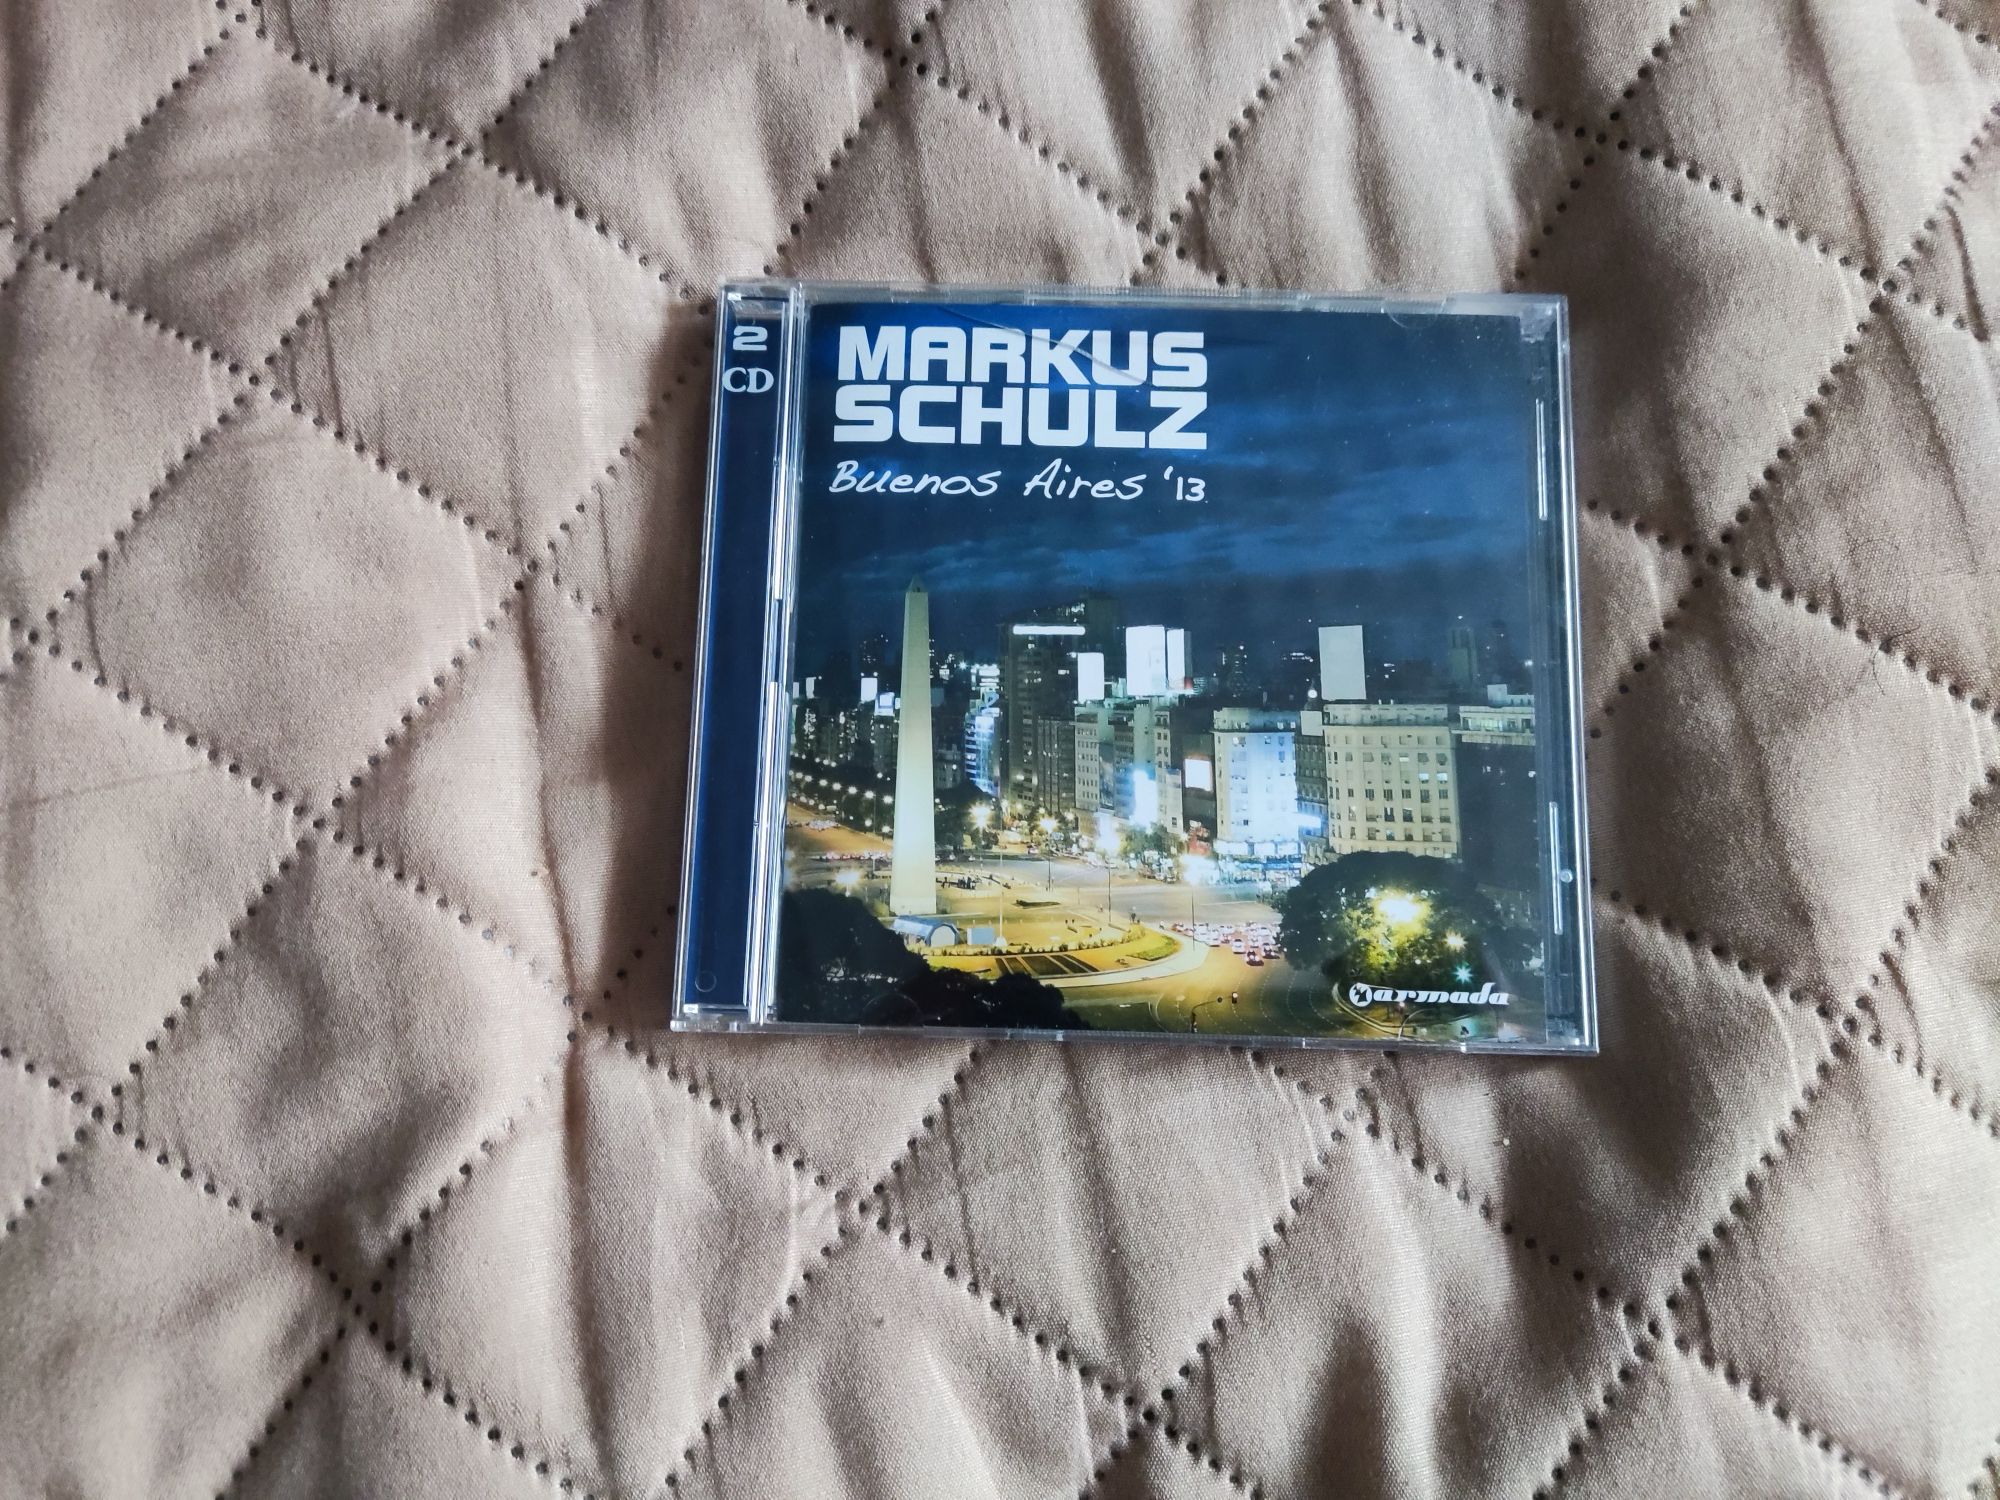 2
CD
MARKUS
SCHULZ
Buenos Aires '13
armada